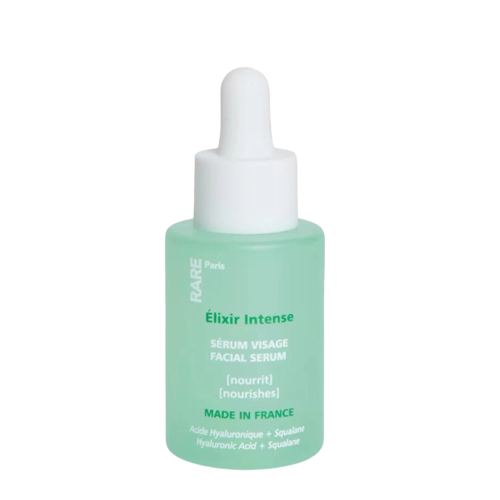 RARE Paris
Élixir Intense
SÉRUM VISAGE
FACIAL SERUM
[nourrit]
[nourishes]
MADE IN FRANCE
Acide Hyaluronique + Squalane
Hyaluronic Acid + Squalane